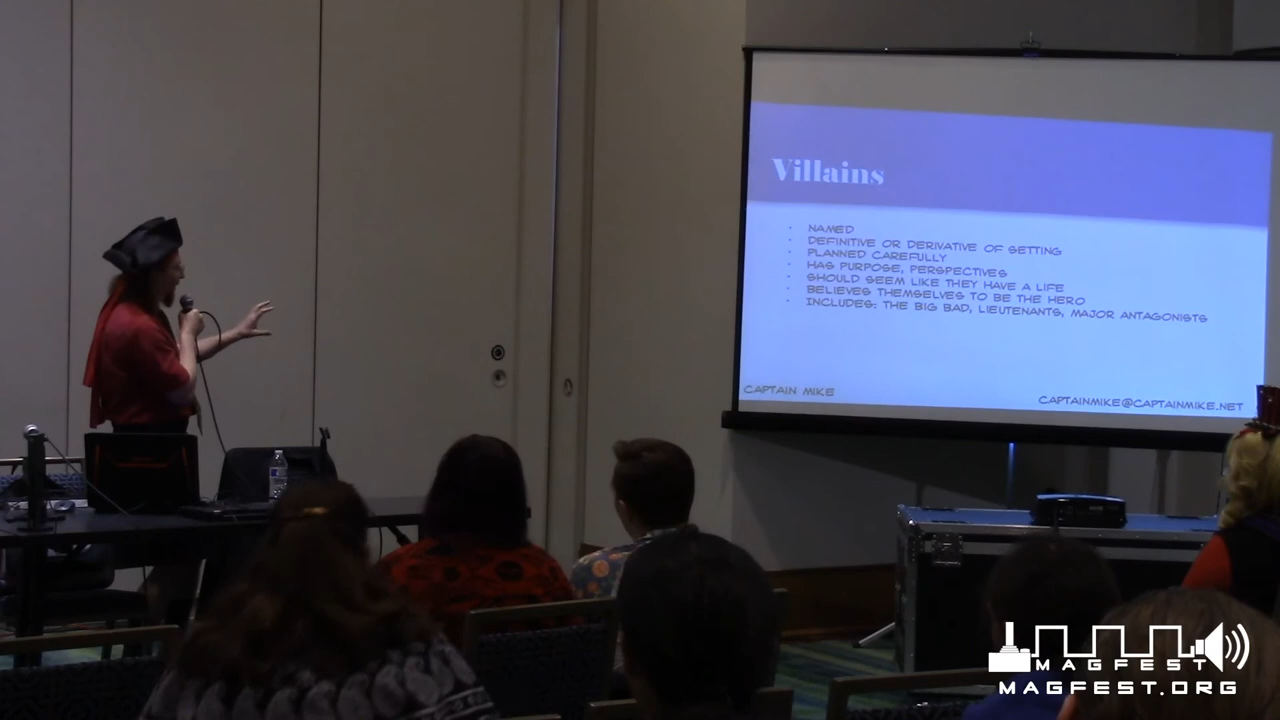 Villains
· NAMED
· DEFINITIVE OR DERIVATIVE OF SETTING
· PLANNED CAREFULLY
· HAS PURPOSE, PERSPECTIVES
· SHOULD SEEM LIKE THEY HAVE A LIFE
· BELIEVES THEMSELVES TO BE THE HERO
· INCLUDES: THE BIG BAD, LIEUTENANTS, MAJOR ANTAGONISTS
CAPTAIN MIKE
CAPTAINMIKE@CAPTAINMIKE.NET
MAGFEST
MAGFEST.ORG